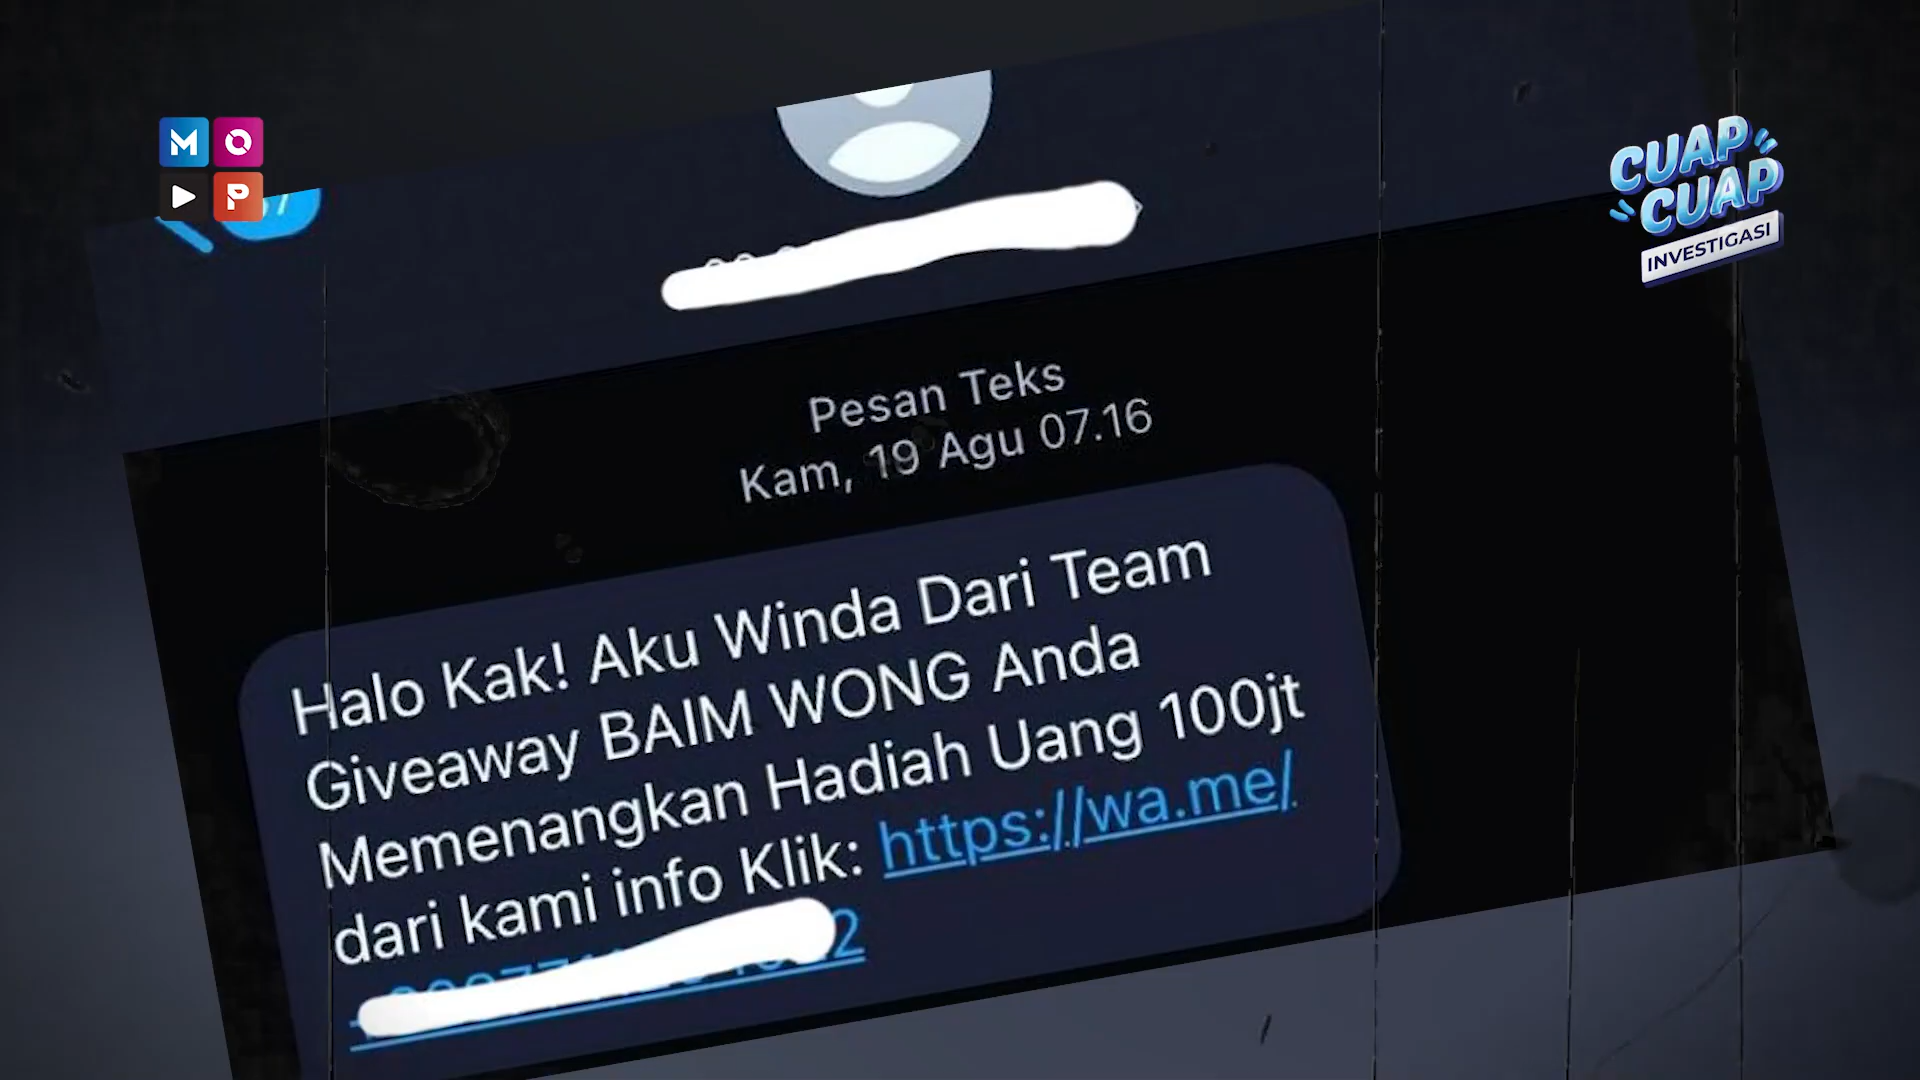 MOP
CUAP
CUAP
INVESTIGASI
Pesan Teks
Kam, 19 Agu 07.16
Halo Kak! Aku Winda Dari Team
Giveaway BAIM WONG Anda
Memenangkan Hadiah Uang 100jt
dari kami info Klik: https://wa.me/